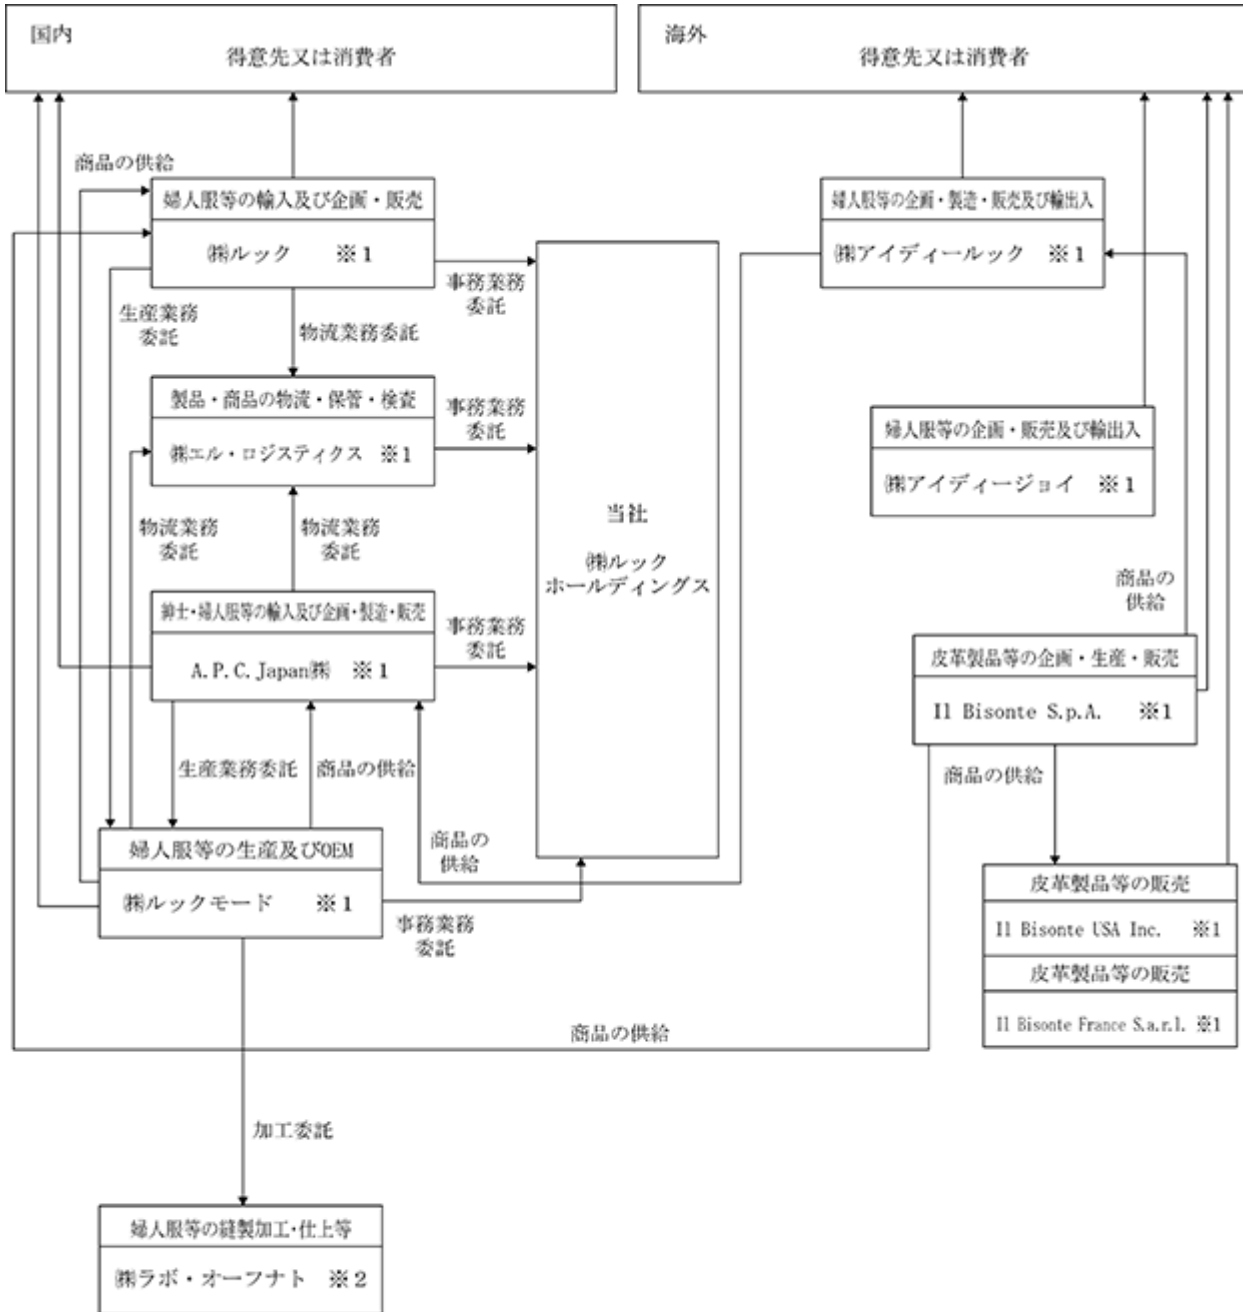 国内
得意先又は消費者
海外
得意先又は消費者
商品の供給
婦人服等の輸入及び企画・販売
㈱ルック ※1
事務業務
委託
生産業務
委託
物流業務委託
婦人服等の企画・製造・販売及び輸出入
㈱アイディールック ※1
製品・商品の物流・保管・検査
㈱エル・ロジスティクス ※1
事務業務
委託
婦人服等の企画・販売及び輸出入
㈱アイディージョイ ※1
当社
㈱ルック
ホールディングス
物流業務
委託
物流業務
委託
紳士・婦人服等の輸入及び企画・製造・販売
A.P.C.Japan㈱ ※1
事務業務
委託
商品の
供給
皮革製品等の企画・生産・販売
Il Bisonte S.p.A. ※1
生産業務委託
商品の供給
商品の供給
婦人服等の生産及びOEM
㈱ルックモード ※1
商品の
供給
事務業務
委託
皮革製品等の販売
Il Bisonte USA Inc. ※1
皮革製品等の販売
Il Bisonte France S.a.r.l. ※1
商品の供給
加工委託
婦人服等の縫製加工・仕上等
㈱ラボ・オーフナト ※2